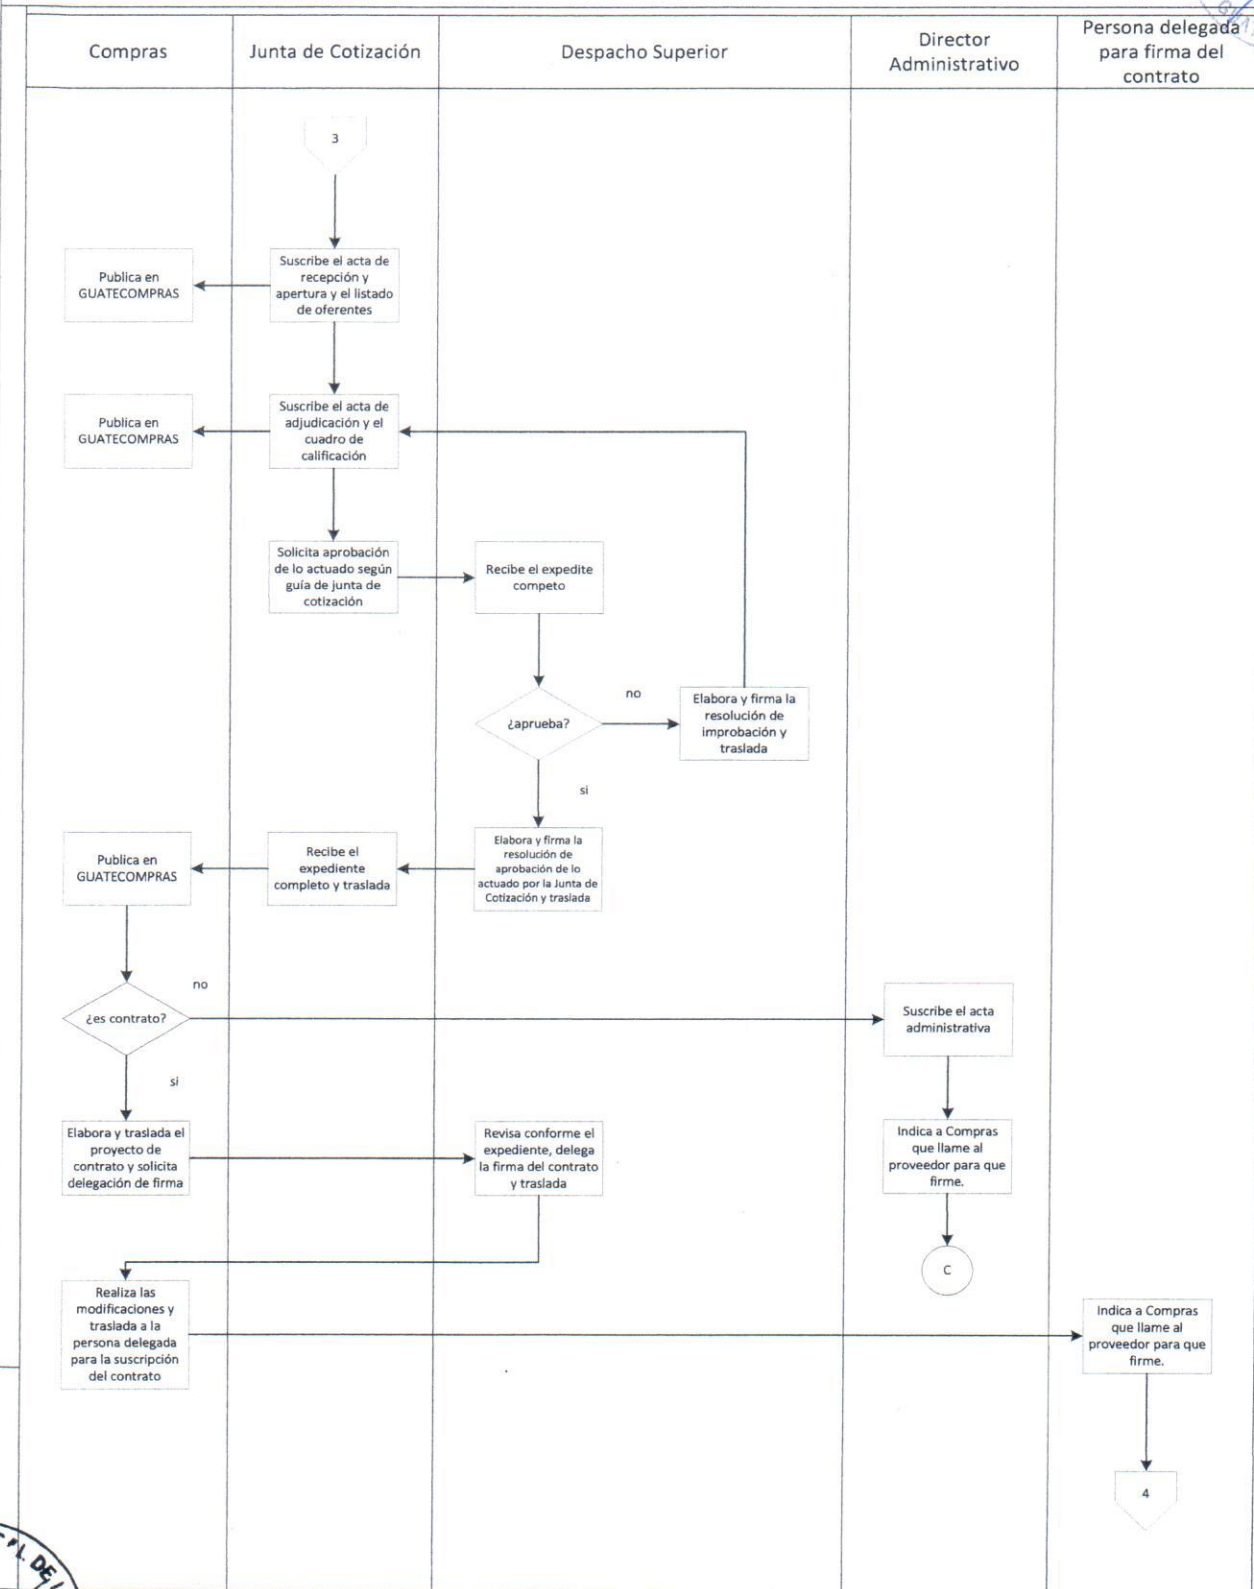 Compras
Junta de Cotización
Despacho Superior
Director
Administrativo
Persona delegada
para firma del
contrato
3
Publica en
GUATECOMPRAS
Suscribe el acta de
recepción y
apertura y el listado
de oferentes
Publica en
GUATECOMPRAS
Suscribe el acta de
adjudicación y el
cuadro de
calificación
Solicita aprobación
de lo actuado según
guía de junta de
cotización
Recibe el expedite
competo
¿aprueba?
no
Elabora y firma la
resolución de
improbación y
traslada
si
Publica en
GUATECOMPRAS
Recibe el
expediente
completo y traslada
Elabora y firma la
resolución de
aprobación de lo
actuado por la Junta de
Cotización y traslada
no
¿es contrato?
Suscribe el acta
administrativa
si
Elabora y traslada el
proyecto de
contrato y solicita
delegación de firma
Revisa conforme el
expediente, delega
la firma del contrato
y traslada
Indica a Compras
que llame al
proveedor para que
firme.
C
Realiza las
modificaciones y
traslada a la
persona delegada
para la suscripción
del contrato
Indica a Compras
que llame al
proveedor para que
firme.
4